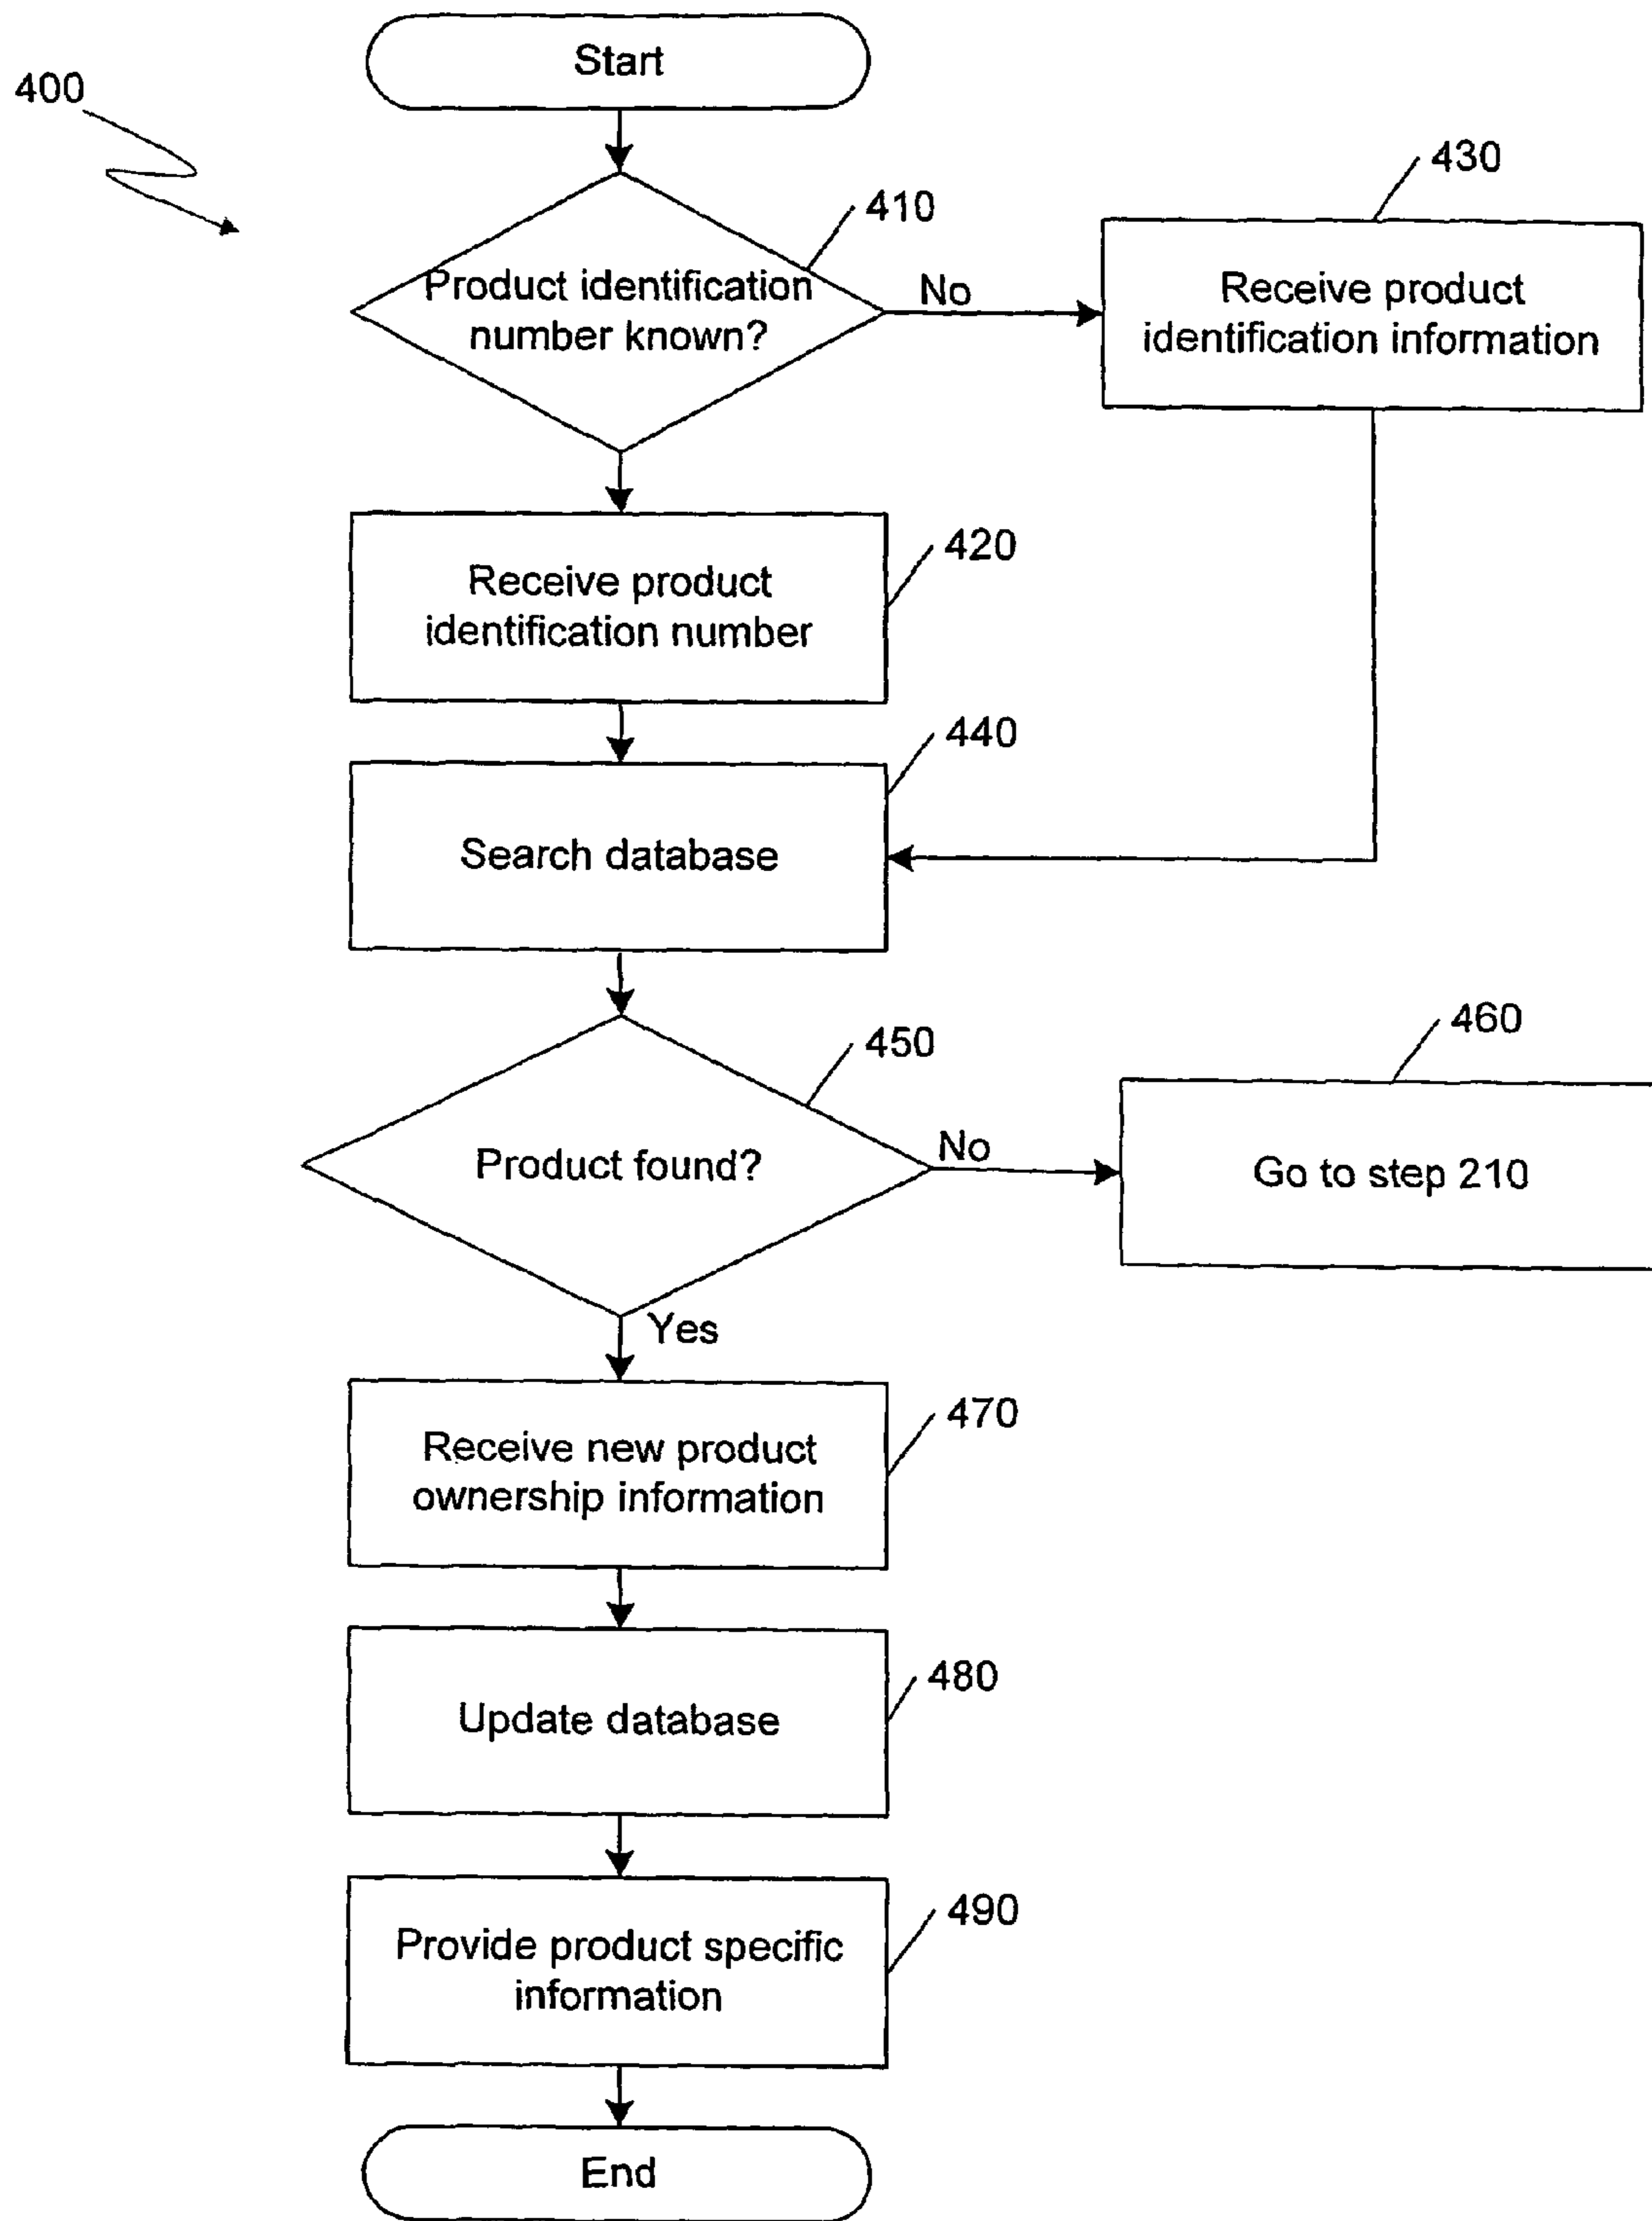 Start
400
410
430
Product identification
number known?
No
Receive product
identification information
420
Receive product
identification number
440
Search database
450
460
Product found?
No
Go to step 210
Yes
470
Receive new product
ownership information
480
Update database
490
Provide product specific
information
End